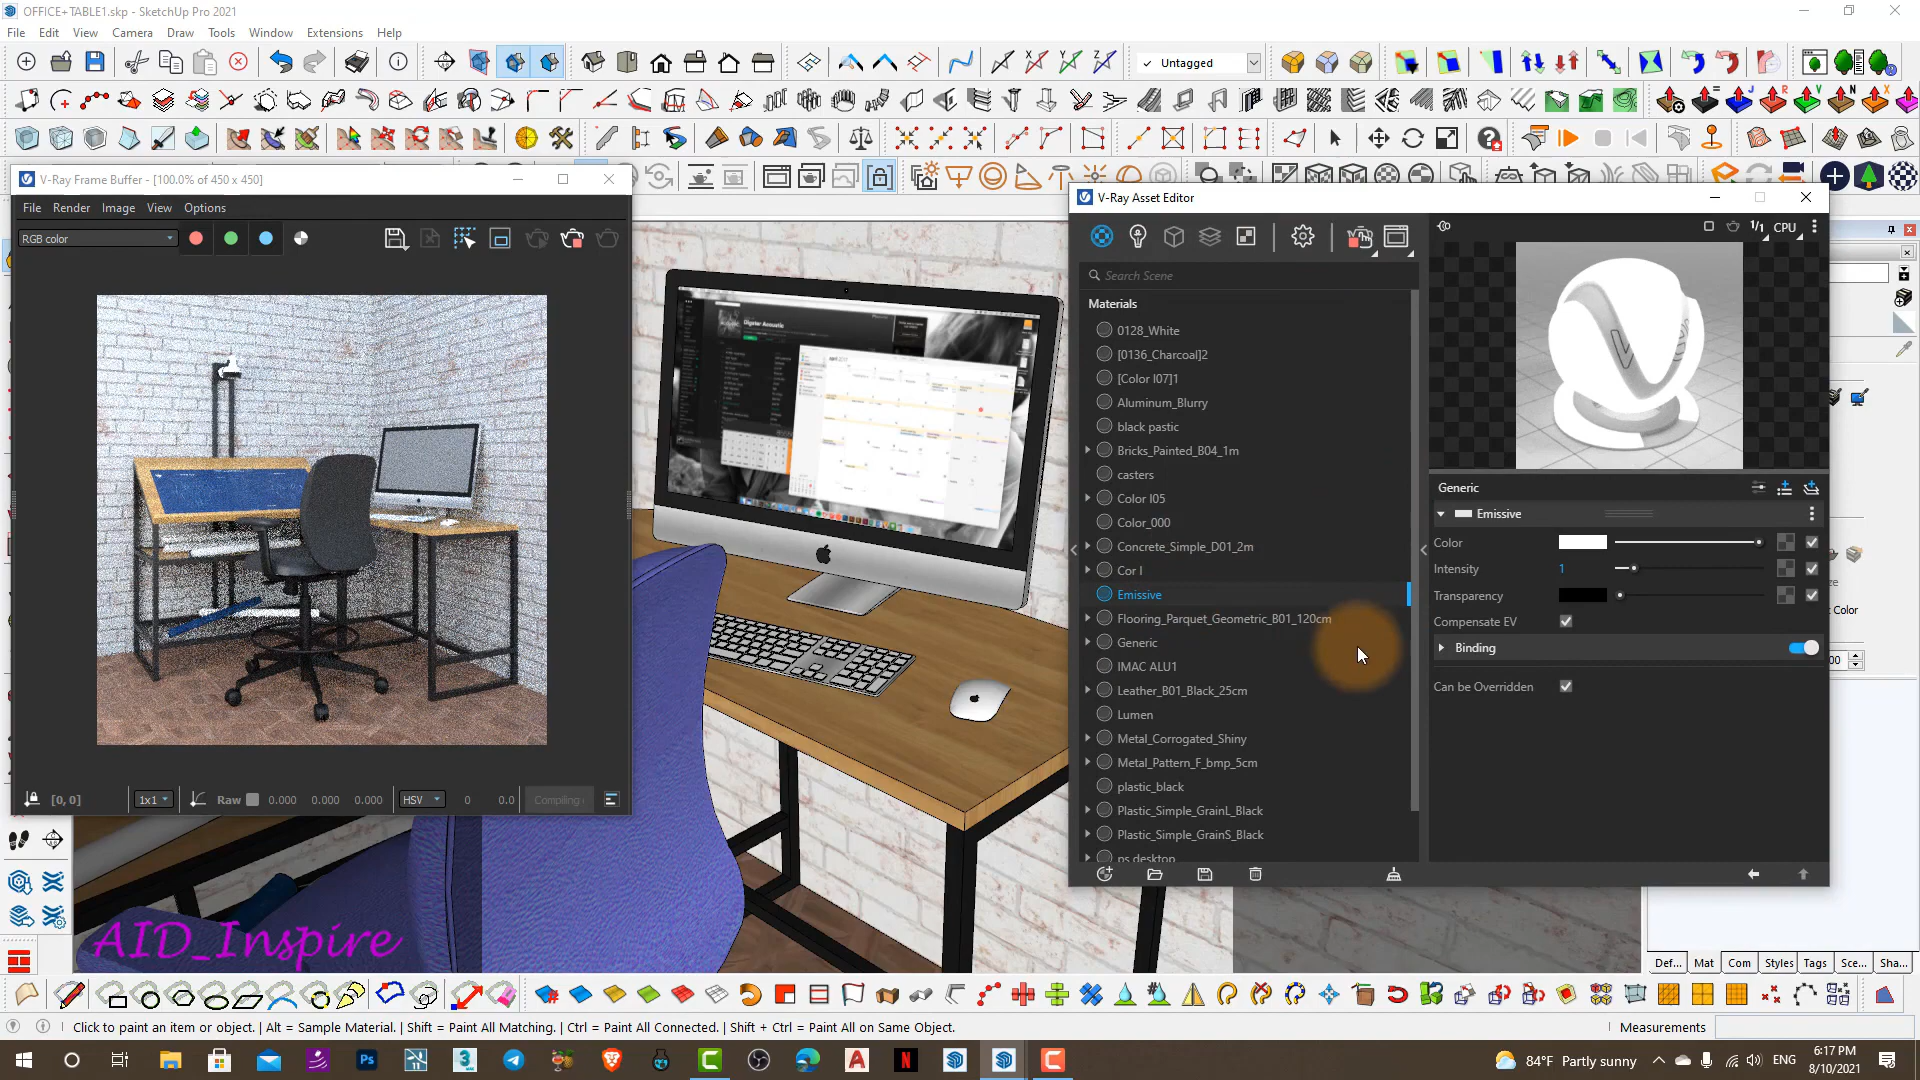 OFFICE+TABLE1.skp - SketchUp Pro 2021
File Edit View Camera Draw Tools Window Extensions Help
Untagged
V-Ray Frame Buffer - [100.0% of 450 x 450]
File Render Image View Options
RGB color
[0, 0] 1x1 Raw 0.000 0.000 0.000 HSV 0 0.0 Compiling
V-Ray Asset Editor
1/1 CPU
Search Scene
Materials
0128_White
[0136_Charcoal]2
[Color I07]1
Aluminum_Blurry
black pastic
Bricks_Painted_B04_1m
casters
Color I05
Color_000
Concrete_Simple_D01_2m
Cor I
Emissive
Flooring_Parquet_Geometric_B01_120cm
Generic
IMAC ALU1
Leather_B01_Black_25cm
Lumen
Metal_Corrogated_Shiny
Metal_Pattern_F_bmp_5cm
plastic_black
Plastic_Simple_GrainL_Black
Plastic_Simple_GrainS_Black
ps desktop
Generic
Emissive
Color
Intensity 1
Transparency
Compensate EV
Binding
Can be Overridden
Color
00
AID_Inspire
Def... Mat Com Styles Tags Sce... Sha...
Click to paint an item or object. | Alt = Sample Material. | Shift = Paint All Matching. | Ctrl = Paint All Connected. | Shift + Ctrl = Paint All on Same Object.
Measurements
84°F Partly sunny
ENG
6:17 PM
8/10/2021